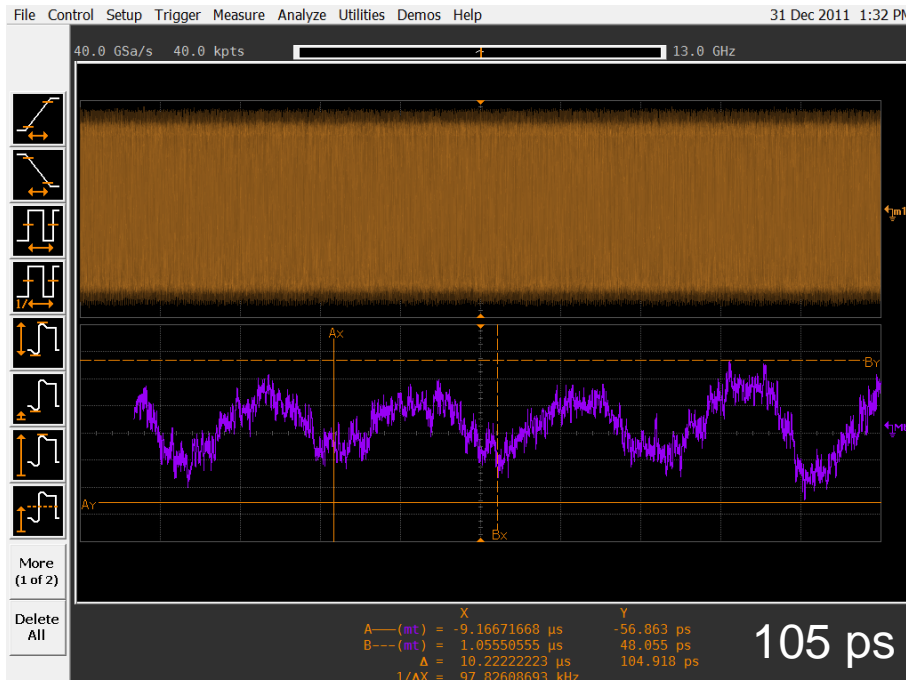 File Control Setup Trigger Measure Analyze Utilities Demos Help 31 Dec 2011 1:32 PM
40.0 GSa/s 40.0 kpts 13.0 GHz
m1
Ax
By
Ay
Bx
1/
More
(1 of 2)
Delete
All
X Y
A——(mt) = -9.16671668 µs -56.863 ps
B---(mt) = 1.05550555 µs 48.055 ps
Δ = 10.22222223 µs 104.918 ps
1/ΔX = 97.82608693 kHz
105 ps